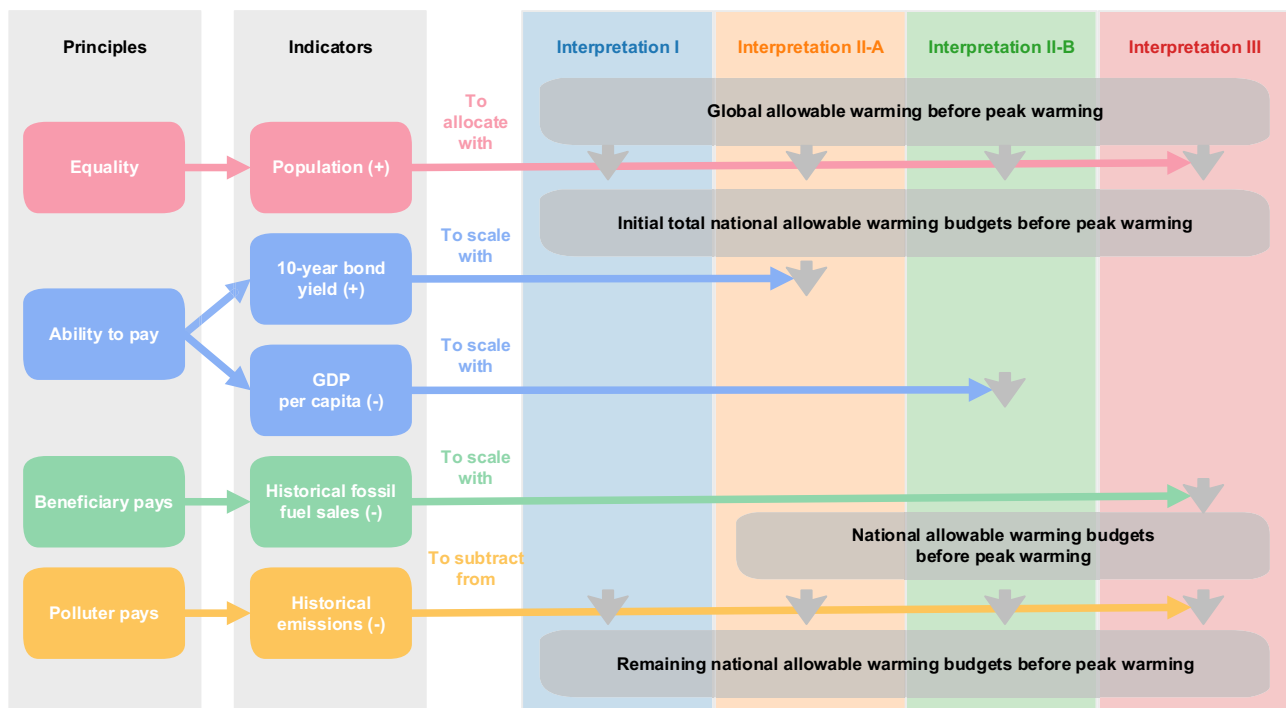 Principles
Indicators
Interpretation I
Interpretation II-A
Interpretation II-B
Interpretation III
Global allowable warming before peak warming
To
allocate
with
Equality
Population (+)
Initial total national allowable warming budgets before peak warming
To scale
with
10-year bond
yield (+)
Ability to pay
To scale
with
GDP
per capita (-)
To scale
with
Beneficiary pays
Historical fossil
fuel sales (-)
National allowable warming budgets
before peak warming
To subtract
from
Polluter pays
Historical
emissions (-)
Remaining national allowable warming budgets before peak warming